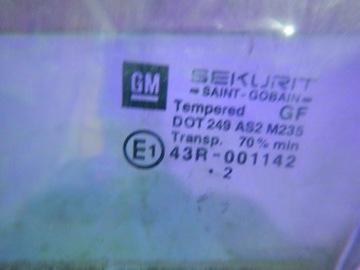 GM
SEKURIT
SAINT-GOBAIN
Tempered GF
DOT 249 AS2 M235
Transp. 70% min
E1 43R-001142
. 2